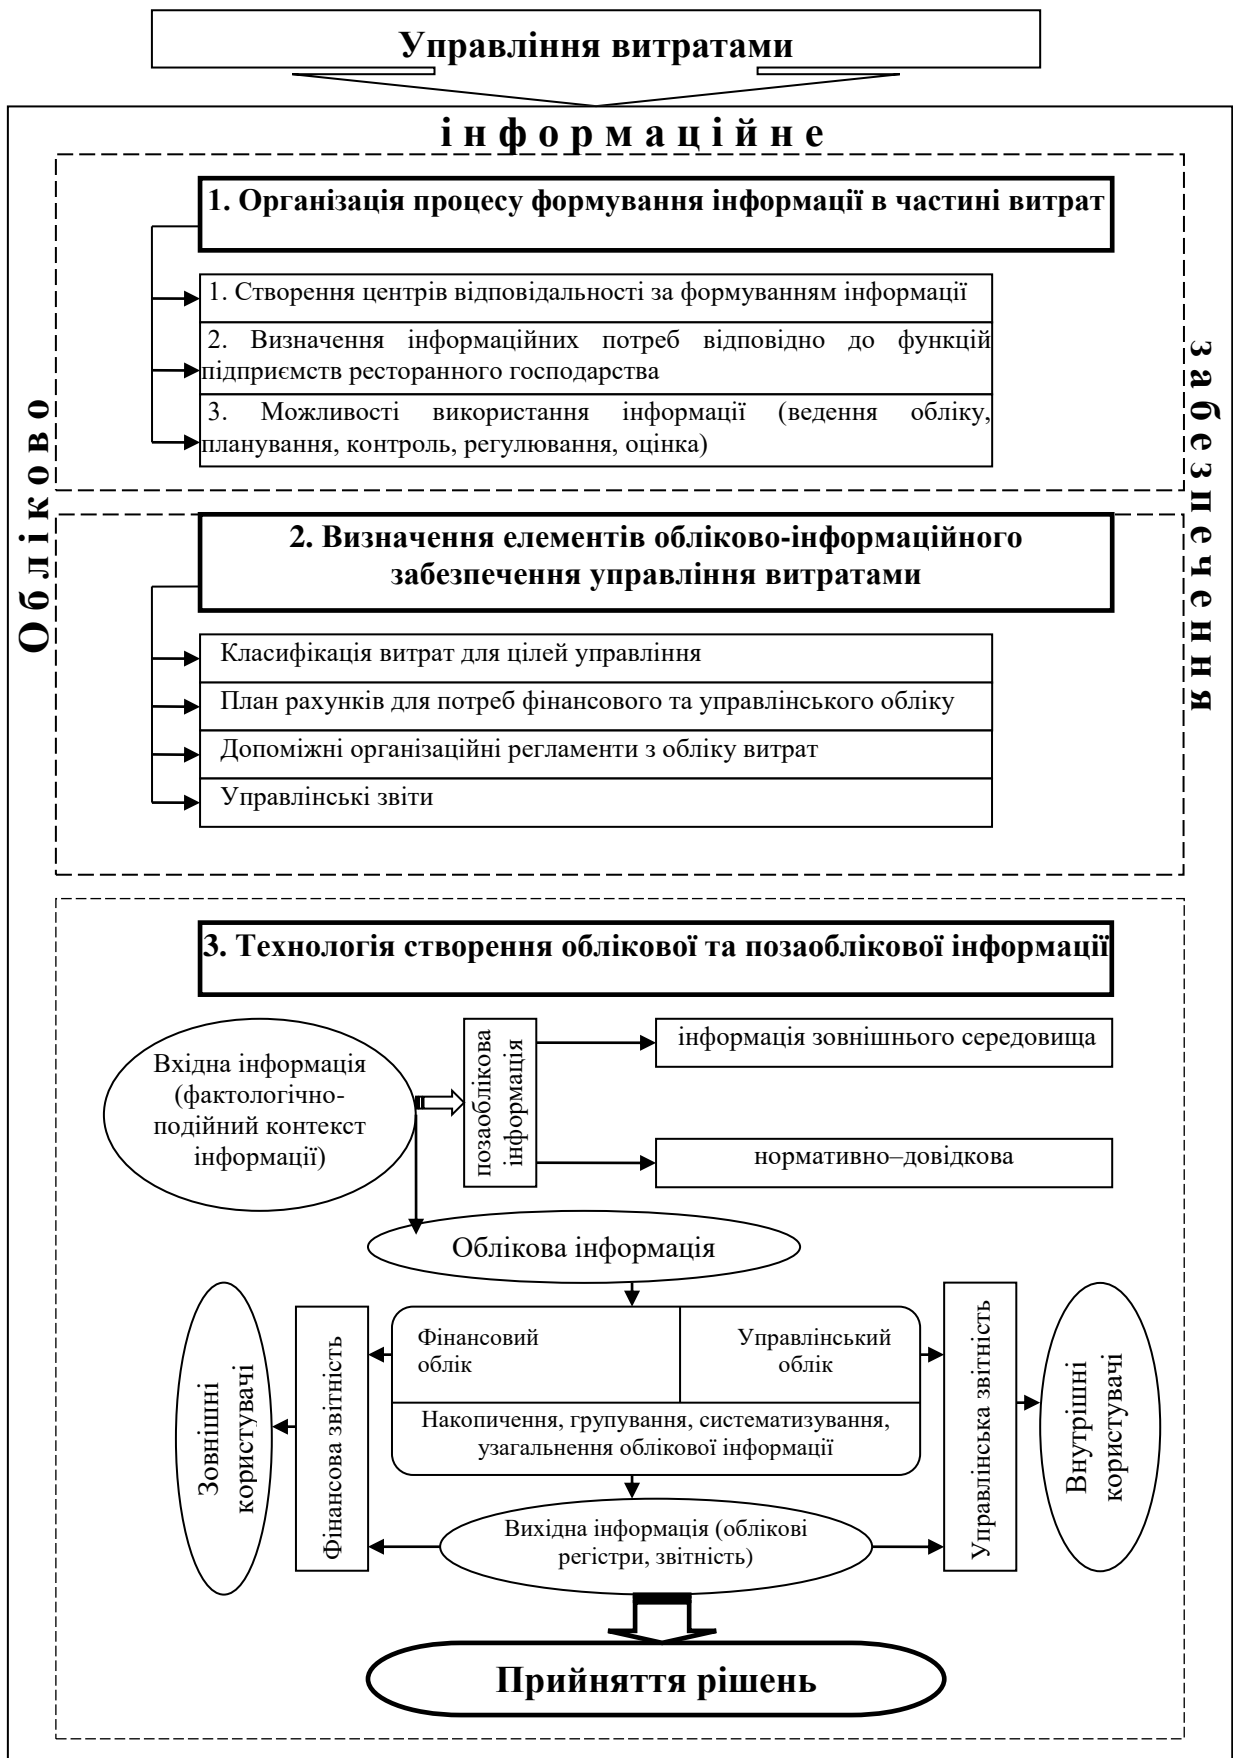 Управління витратами
інформаційне
Обліково
забезпечення
1. Організація процесу формування інформації в частині витрат
1. Створення центрів відповідальності за формуванням інформації
2. Визначення інформаційних потреб відповідно до функцій
підприємств ресторанного господарства
3. Можливості використання інформації (ведення обліку,
планування, контроль, регулювання, оцінка)
2. Визначення елементів обліково-інформаційного
забезпечення управління витратами
Класифікація витрат для цілей управління
План рахунків для потреб фінансового та управлінського обліку
Допоміжні організаційні регламенти з обліку витрат
Управлінські звіти
3. Технологія створення облікової та позаоблікової інформації
Вхідна інформація
(фактологічно-
подійний контекст
інформації)
позаоблікова
інформація
інформація зовнішнього середовища
нормативно–довідкова
Облікова інформація
Зовнішні
користувачі
Фінансова звітність
Фінансовий
облік
Управлінський
облік
Накопичення, групування, систематизування,
узагальнення облікової інформації
Управлінська звітність
Внутрішні
користувачі
Вихідна інформація (облікові
регістри, звітність)
Прийняття рішень